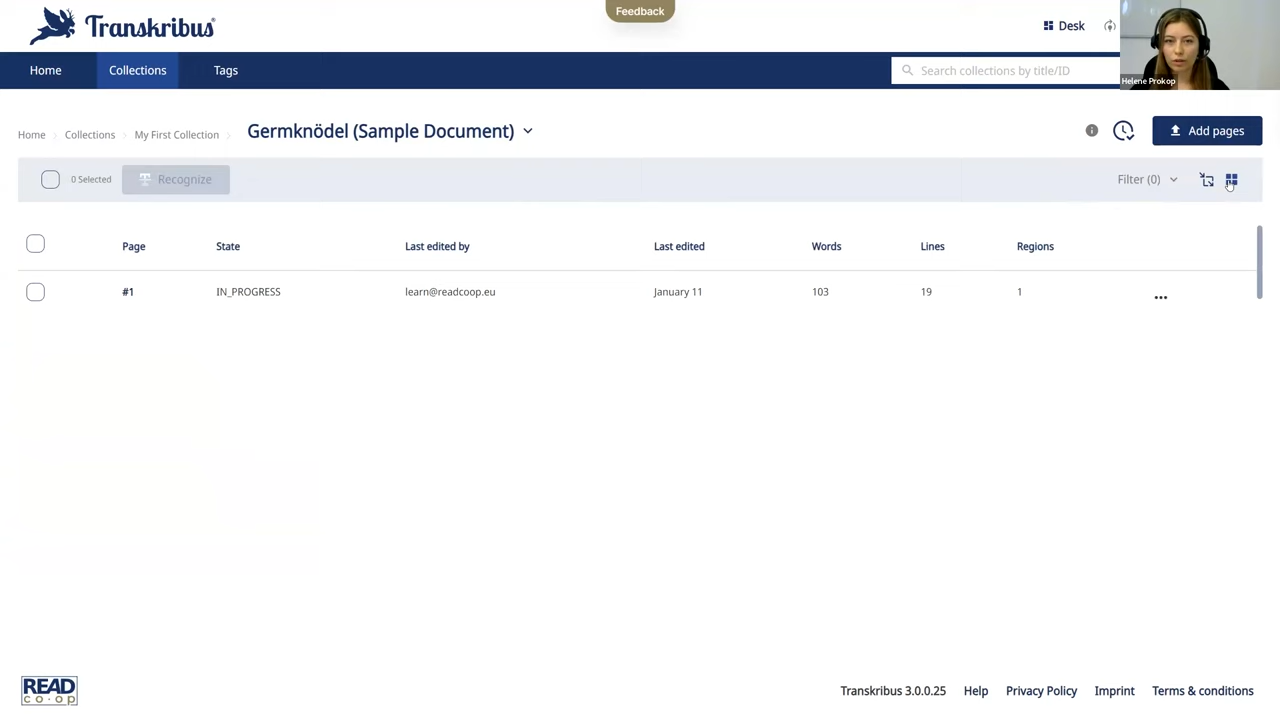 Transkribus®
Feedback
Desk
Helene Prokop
Home
Collections
Tags
Search collections by title/ID
Home
Collections
My First Collection
Germknödel (Sample Document)
Add pages
0 Selected
Recognize
Filter (0)
Page
State
Last edited by
Last edited
Words
Lines
Regions
#1
IN_PROGRESS
learn@readcoop.eu
January 11
103
19
1
READ
co·op
Transkribus 3.0.0.25
Help
Privacy Policy
Imprint
Terms & conditions